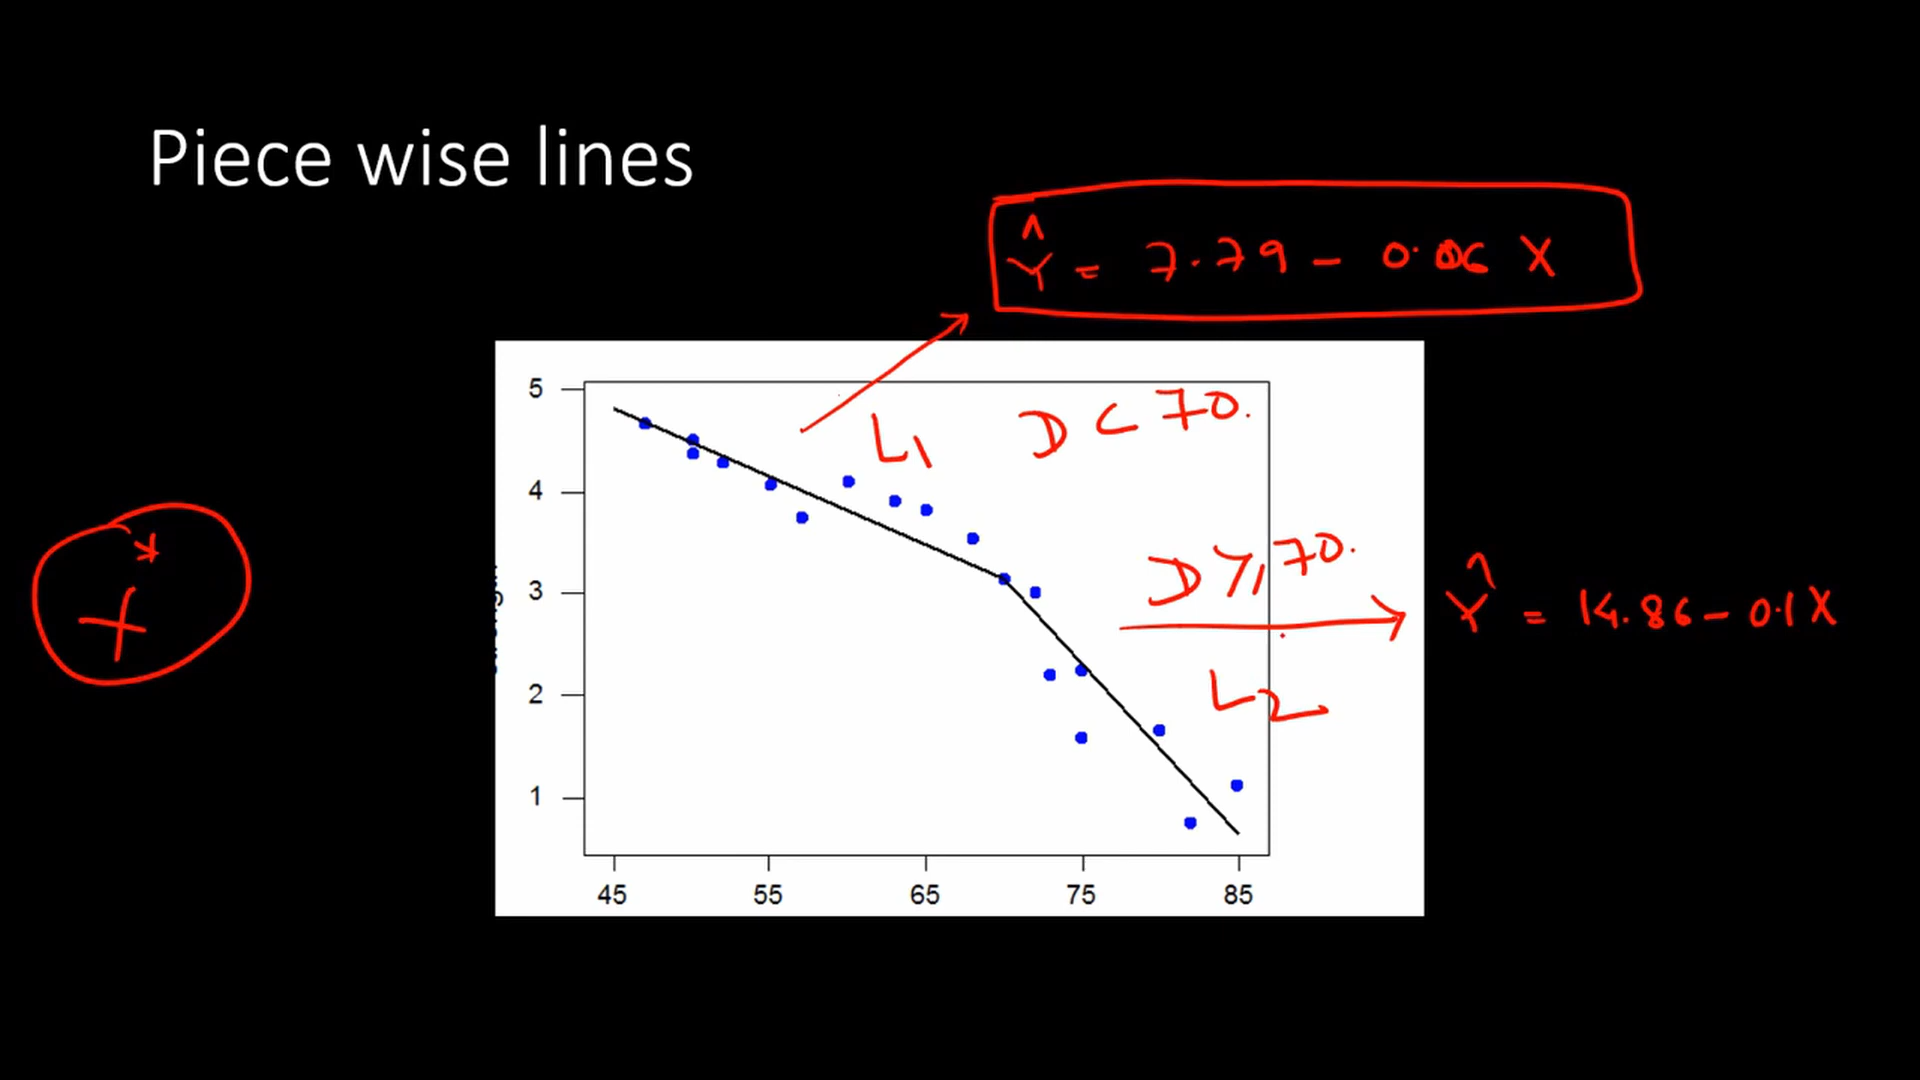 Piece wise lines
Ŷ = 7.79 - 0.06 X
5
4
3
2
1
L1
D < 70.
D ≥ 70.
Ŷ = 14.86 - 0.1 X
L2
X*
45 55 65 75 85